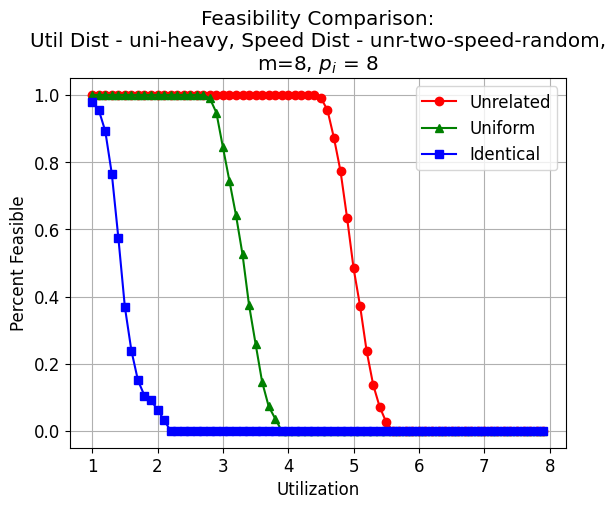 Feasibility Comparison:
Util Dist - uni-heavy, Speed Dist - unr-two-speed-random,
m=8, p_i = 8
1.0
0.8
0.6
0.4
0.2
0.0
Percent Feasible
Unrelated
Uniform
Identical
1 2 3 4 5 6 7 8
Utilization